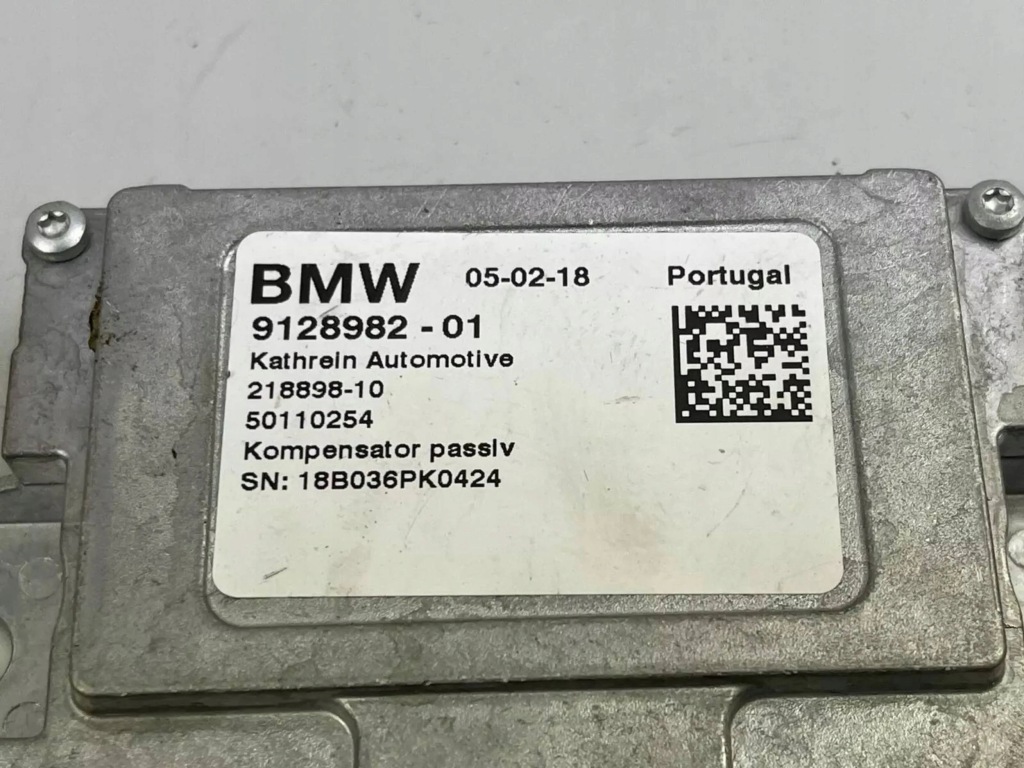 BMW 05-02-18 Portugal
9128982 - 01
Kathrein Automotive
218898-10
50110254
Kompensator passiv
SN: 18B036PK0424